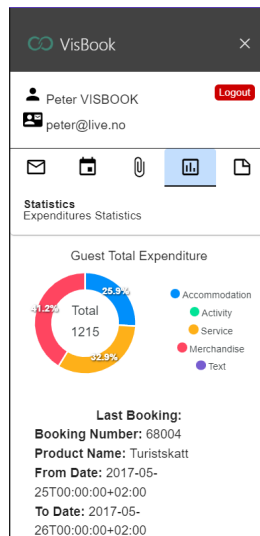 VisBook
Peter VISBOOK
Logout
peter@live.no
Statistics
Expenditures Statistics
Guest Total Expenditure
25.9%
41.2%
32.9%
Total
1215
Accommodation
Activity
Service
Merchandise
Text
Last Booking:
Booking Number: 68004
Product Name: Turistskatt
From Date: 2017-05-
25T00:00:00+02:00
To Date: 2017-05-
26T00:00:00+02:00